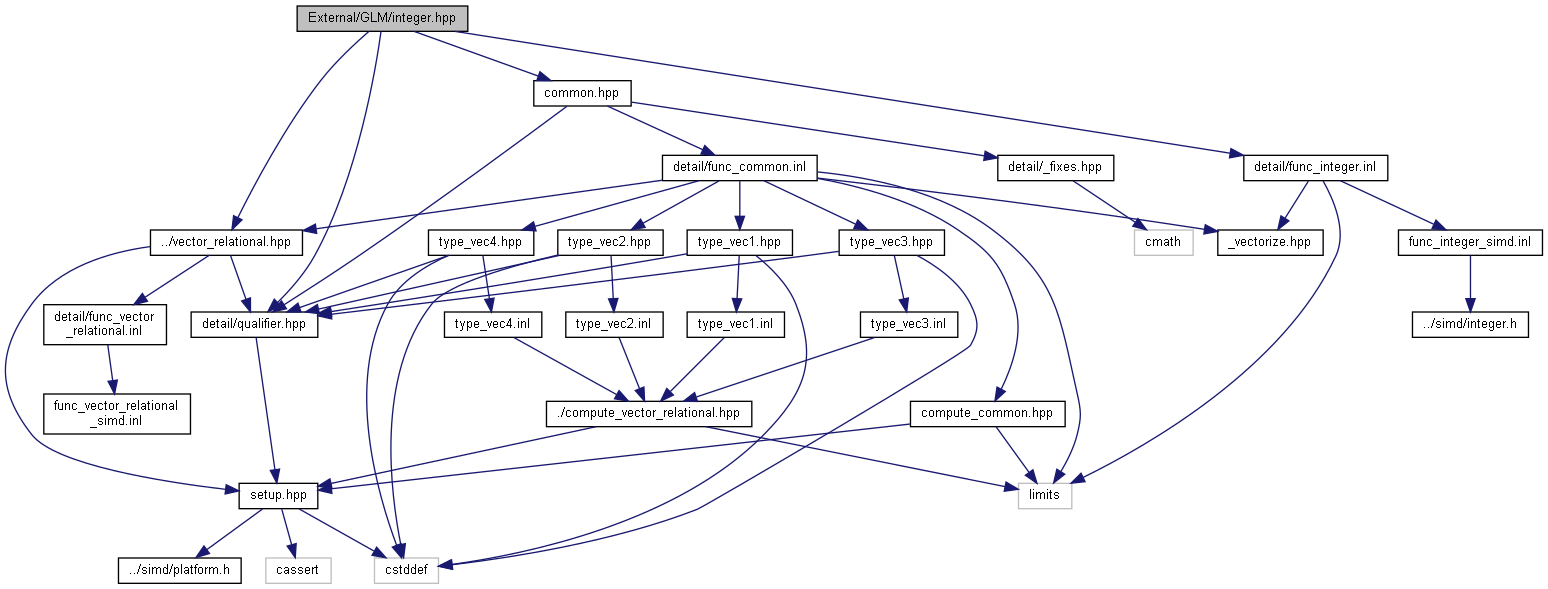 External/GLM/integer.hpp
common.hpp
detail/func_common.inl
detail/_fixes.hpp
detail/func_integer.inl
../vector_relational.hpp
type_vec4.hpp
type_vec2.hpp
type_vec1.hpp
type_vec3.hpp
cmath
_vectorize.hpp
func_integer_simd.inl
detail/func_vector
_relational.inl
detail/qualifier.hpp
type_vec4.inl
type_vec2.inl
type_vec1.inl
type_vec3.inl
../simd/integer.h
func_vector_relational
_simd.inl
./compute_vector_relational.hpp
compute_common.hpp
setup.hpp
limits
../simd/platform.h
cassert
cstddef